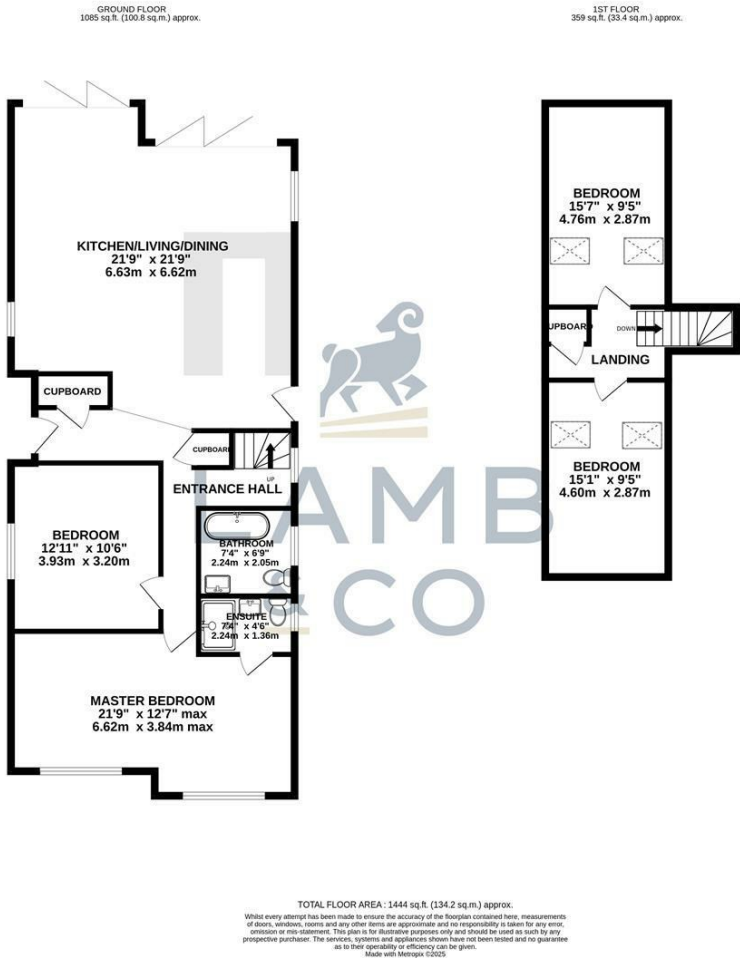 GROUND FLOOR
1085 sq.ft. (100.8 sq.m.) approx.
1ST FLOOR
359 sq.ft. (33.4 sq.m.) approx.
KITCHEN/LIVING/DINING
21'9" x 21'9"
6.63m x 6.62m
CUPBOARD
CUPBOARD
UP
ENTRANCE HALL
BEDROOM
12'11" x 10'6"
3.93m x 3.20m
BATHROOM
7'4" x 6'9"
2.24m x 2.05m
ENSUITE
7'4" x 4'6"
2.24m x 1.36m
MASTER BEDROOM
21'9" x 12'7" max
6.62m x 3.84m max
BEDROOM
15'7" x 9'5"
4.76m x 2.87m
UPBOARD
DOWN
LANDING
BEDROOM
15'1" x 9'5"
4.60m x 2.87m
LAMB
& CO
TOTAL FLOOR AREA : 1444 sq.ft. (134.2 sq.m.) approx.
Whilst every attempt has been made to ensure the accuracy of the floorplan contained here, measurements
of doors, windows, rooms and any other items are approximate and no responsibility is taken for any error,
omission or mis-statement. This plan is for illustrative purposes only and should be used as such by any
prospective purchaser. The services, systems and appliances shown have not been tested and no guarantee
as to their operability or efficiency can be given.
Made with Metropix ©2025